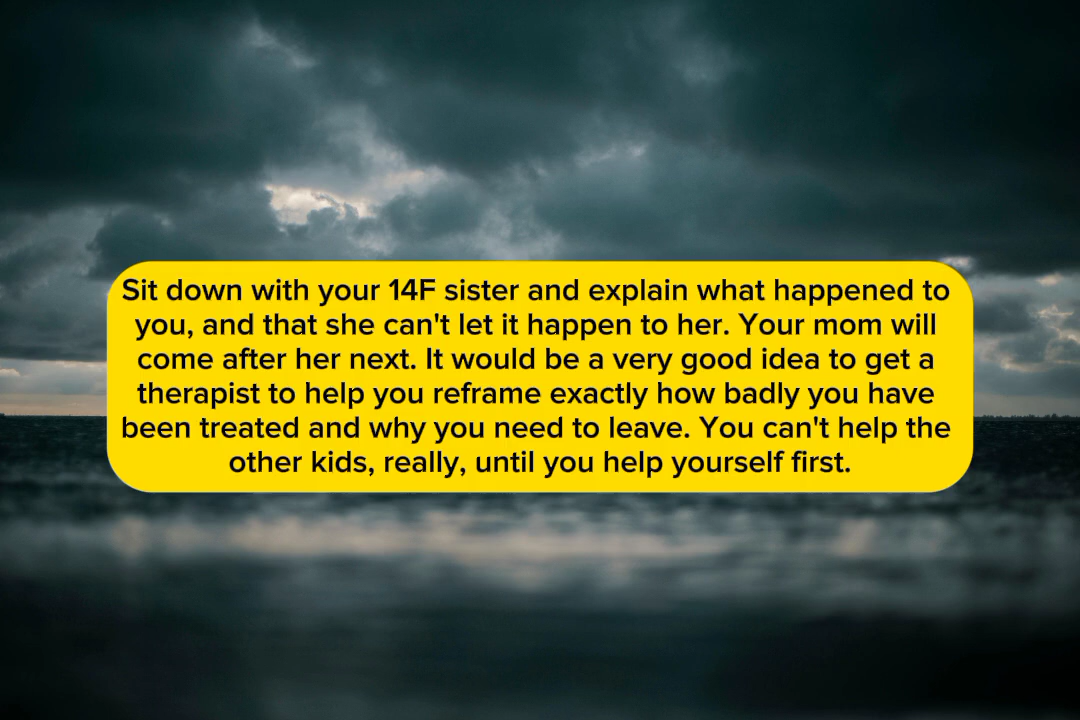 Sit down with your 14F sister and explain what happened to
you, and that she can't let it happen to her. Your mom will
come after her next. It would be a very good idea to get a
therapist to help you reframe exactly how badly you have
been treated and why you need to leave. You can't help the
other kids, really, until you help yourself first.